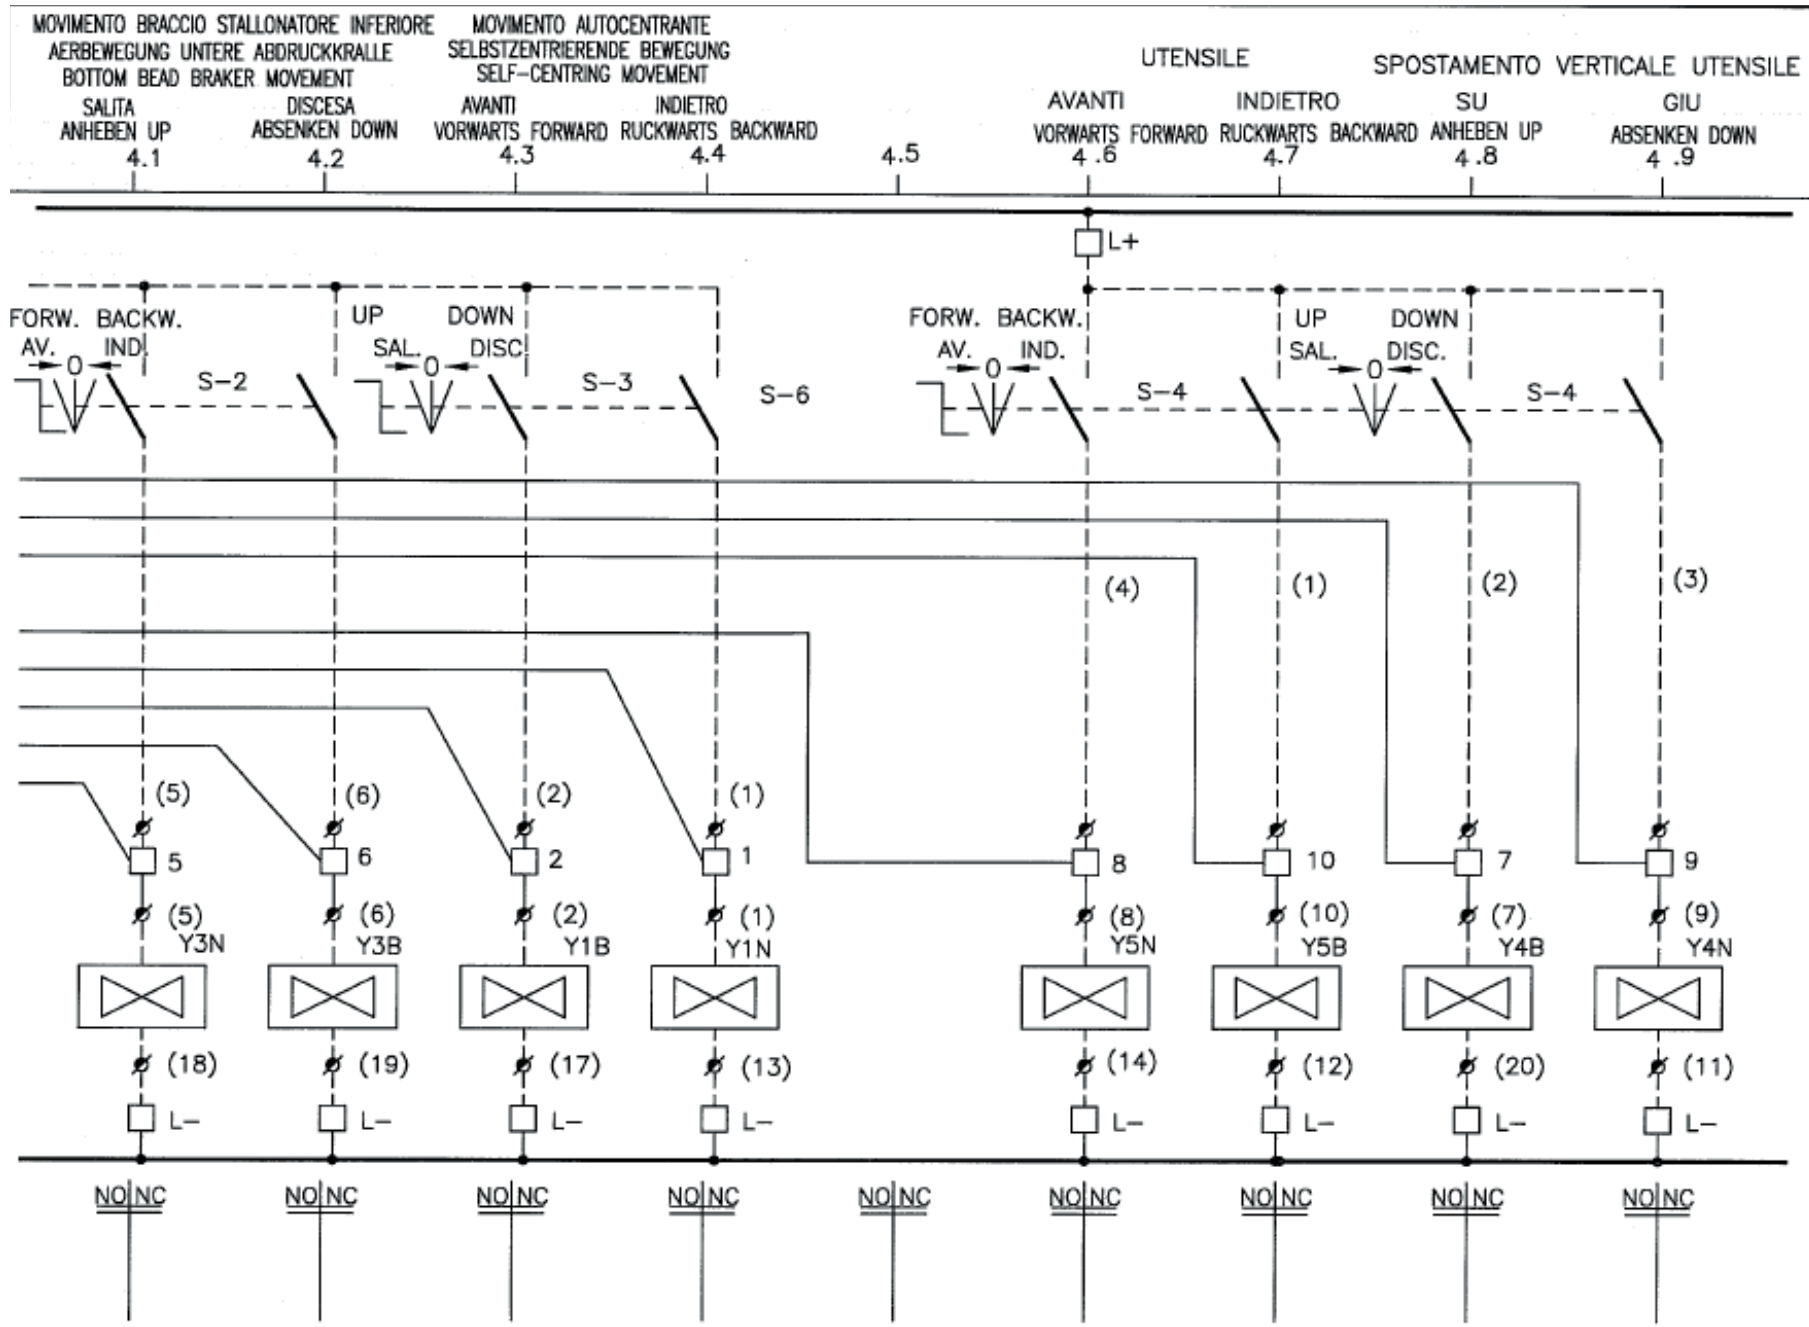 MOVIMENTO BRACCIO STALLONATORE INFERIORE
AERBEWEGUNG UNTERE ABDRUCKKRALLE
BOTTOM BEAD BRAKER MOVEMENT
MOVIMENTO AUTOCENTRANTE
SELBSTZENTRIERENDE BEWEGUNG
SELF-CENTRING MOVEMENT
UTENSILE
SPOSTAMENTO VERTICALE UTENSILE
SALITA DISCESA AVANTI INDIETRO AVANTI INDIETRO SU GIU
ANHEBEN UP ABSENKEN DOWN VORWARTS FORWARD RUCKWARTS BACKWARD VORWARTS FORWARD RUCKWARTS BACKWARD ANHEBEN UP ABSENKEN DOWN
4.1 4.2 4.3 4.4 4.5 4.6 4.7 4.8 4.9
L+
FORW. BACKW. UP DOWN FORW. BACKW. UP DOWN
AV. 0 IND. SAL. 0 DISC. AV. 0 IND. SAL. 0 DISC.
S-2 S-3 S-6 S-4 S-4
(4) (1) (2) (3)
(5) (6) (2) (1)
5 6 2 1 8 10 7 9
(5) (6) (2) (1) (8) (10) (7) (9)
Y3N Y3B Y1B Y1N Y5N Y5B Y4B Y4N
(18) (19) (17) (13) (14) (12) (20) (11)
L- L- L- L- L- L- L- L-
NO NC NO NC NO NC NO NC NO NC NO NC NO NC NO NC NO NC